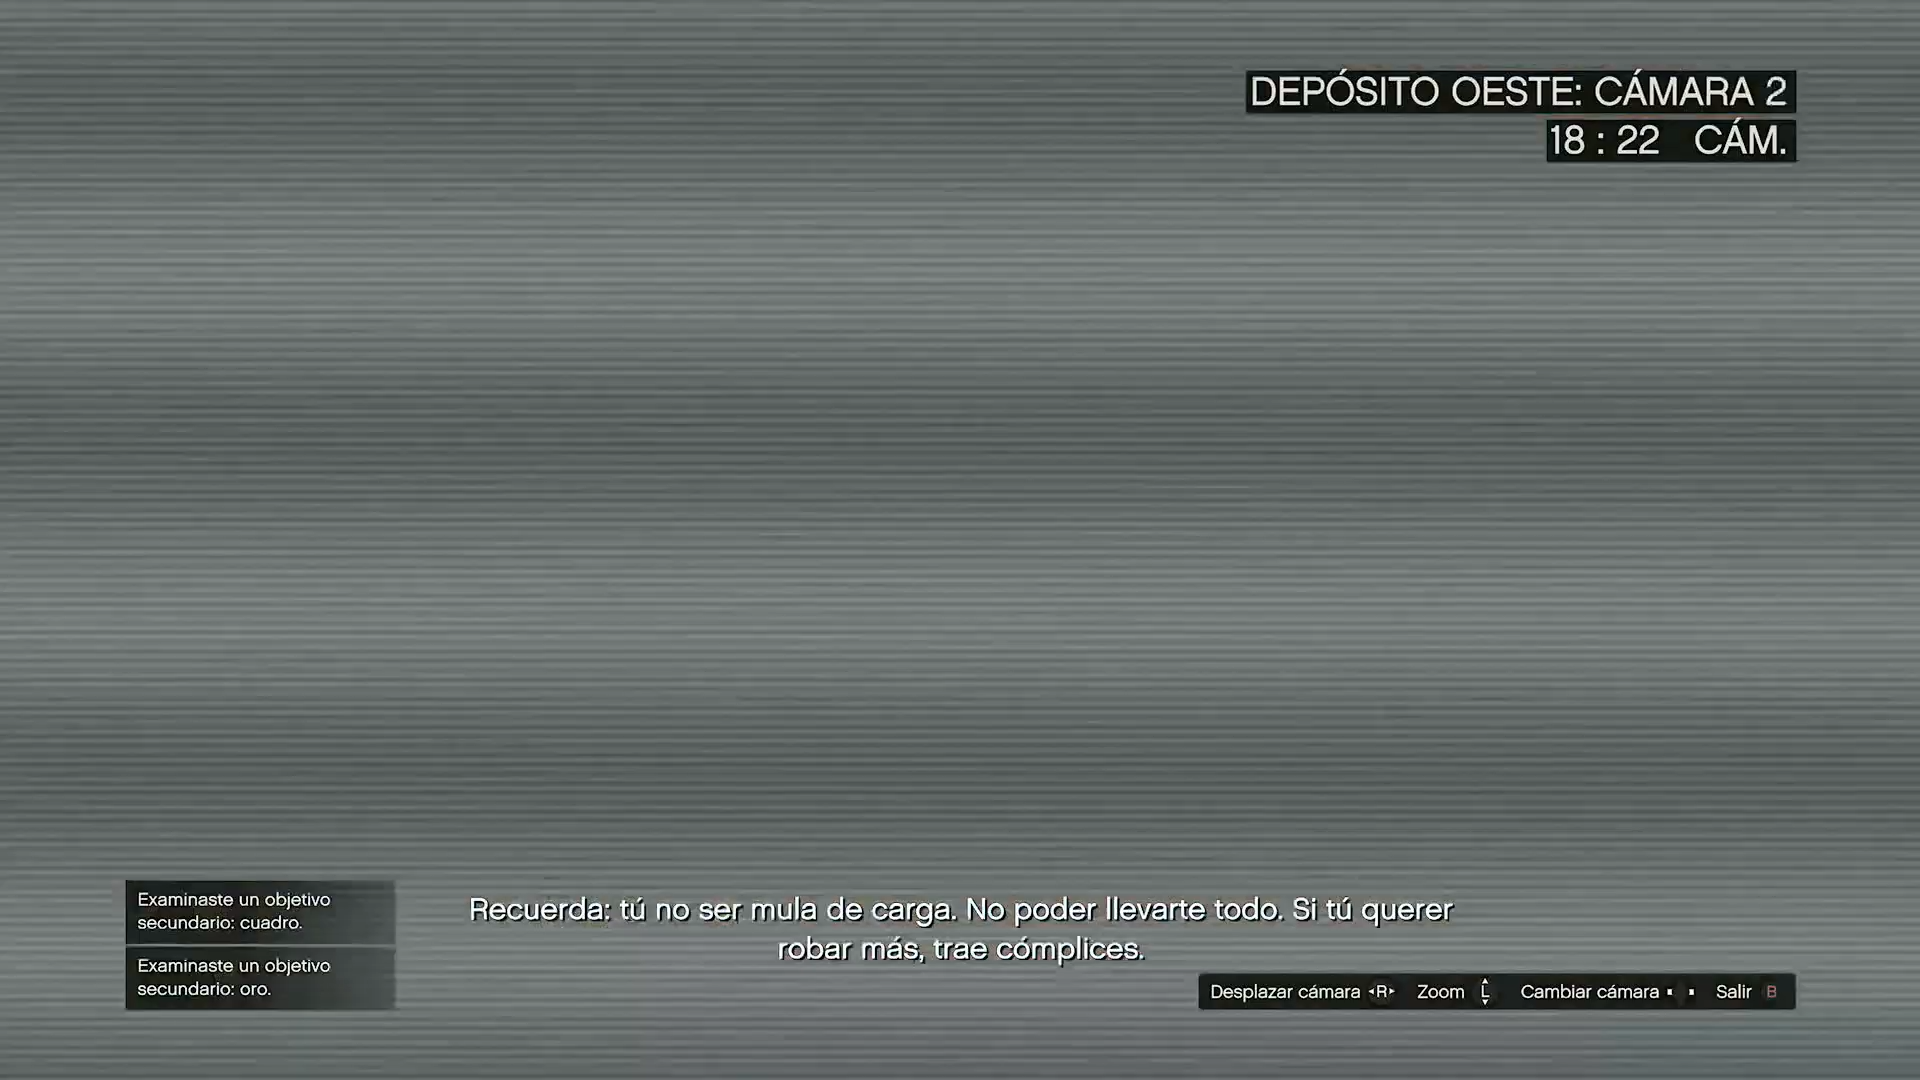 DEPÓSITO OESTE: CÁMARA 2
18 : 22 CÁM.
Examinaste un objetivo
secundario: cuadro.
Examinaste un objetivo
secundario: oro.
Recuerda: tú no ser mula de carga. No poder llevarte todo. Si tú querer
robar más, trae cómplices.
Desplazar cámara R Zoom L Cambiar cámara Salir B